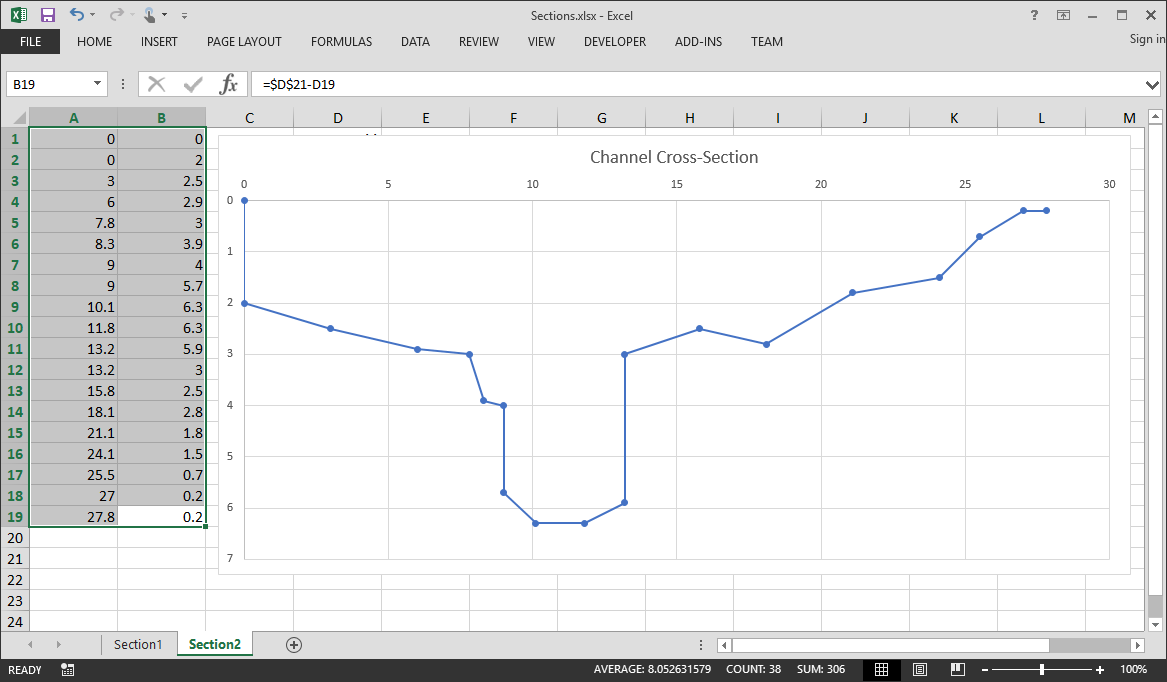 Sections.xlsx - Excel
?
FILE HOME INSERT PAGE LAYOUT FORMULAS DATA REVIEW VIEW DEVELOPER ADD-INS TEAM Sign in
B19 fx =$D$21-D19
A B C D E F G H I J K L M
1 0 0
2 0 2
3 3 2.5
4 6 2.9
5 7.8 3
6 8.3 3.9
7 9 4
8 9 5.7
9 10.1 6.3
10 11.8 6.3
11 13.2 5.9
12 13.2 3
13 15.8 2.5
14 18.1 2.8
15 21.1 1.8
16 24.1 1.5
17 25.5 0.7
18 27 0.2
19 27.8 0.2
20
21
22
23
24
Channel Cross-Section
0 5 10 15 20 25 30
0
1
2
3
4
5
6
7
Section1 Section2
READY AVERAGE: 8.052631579 COUNT: 38 SUM: 306 100%